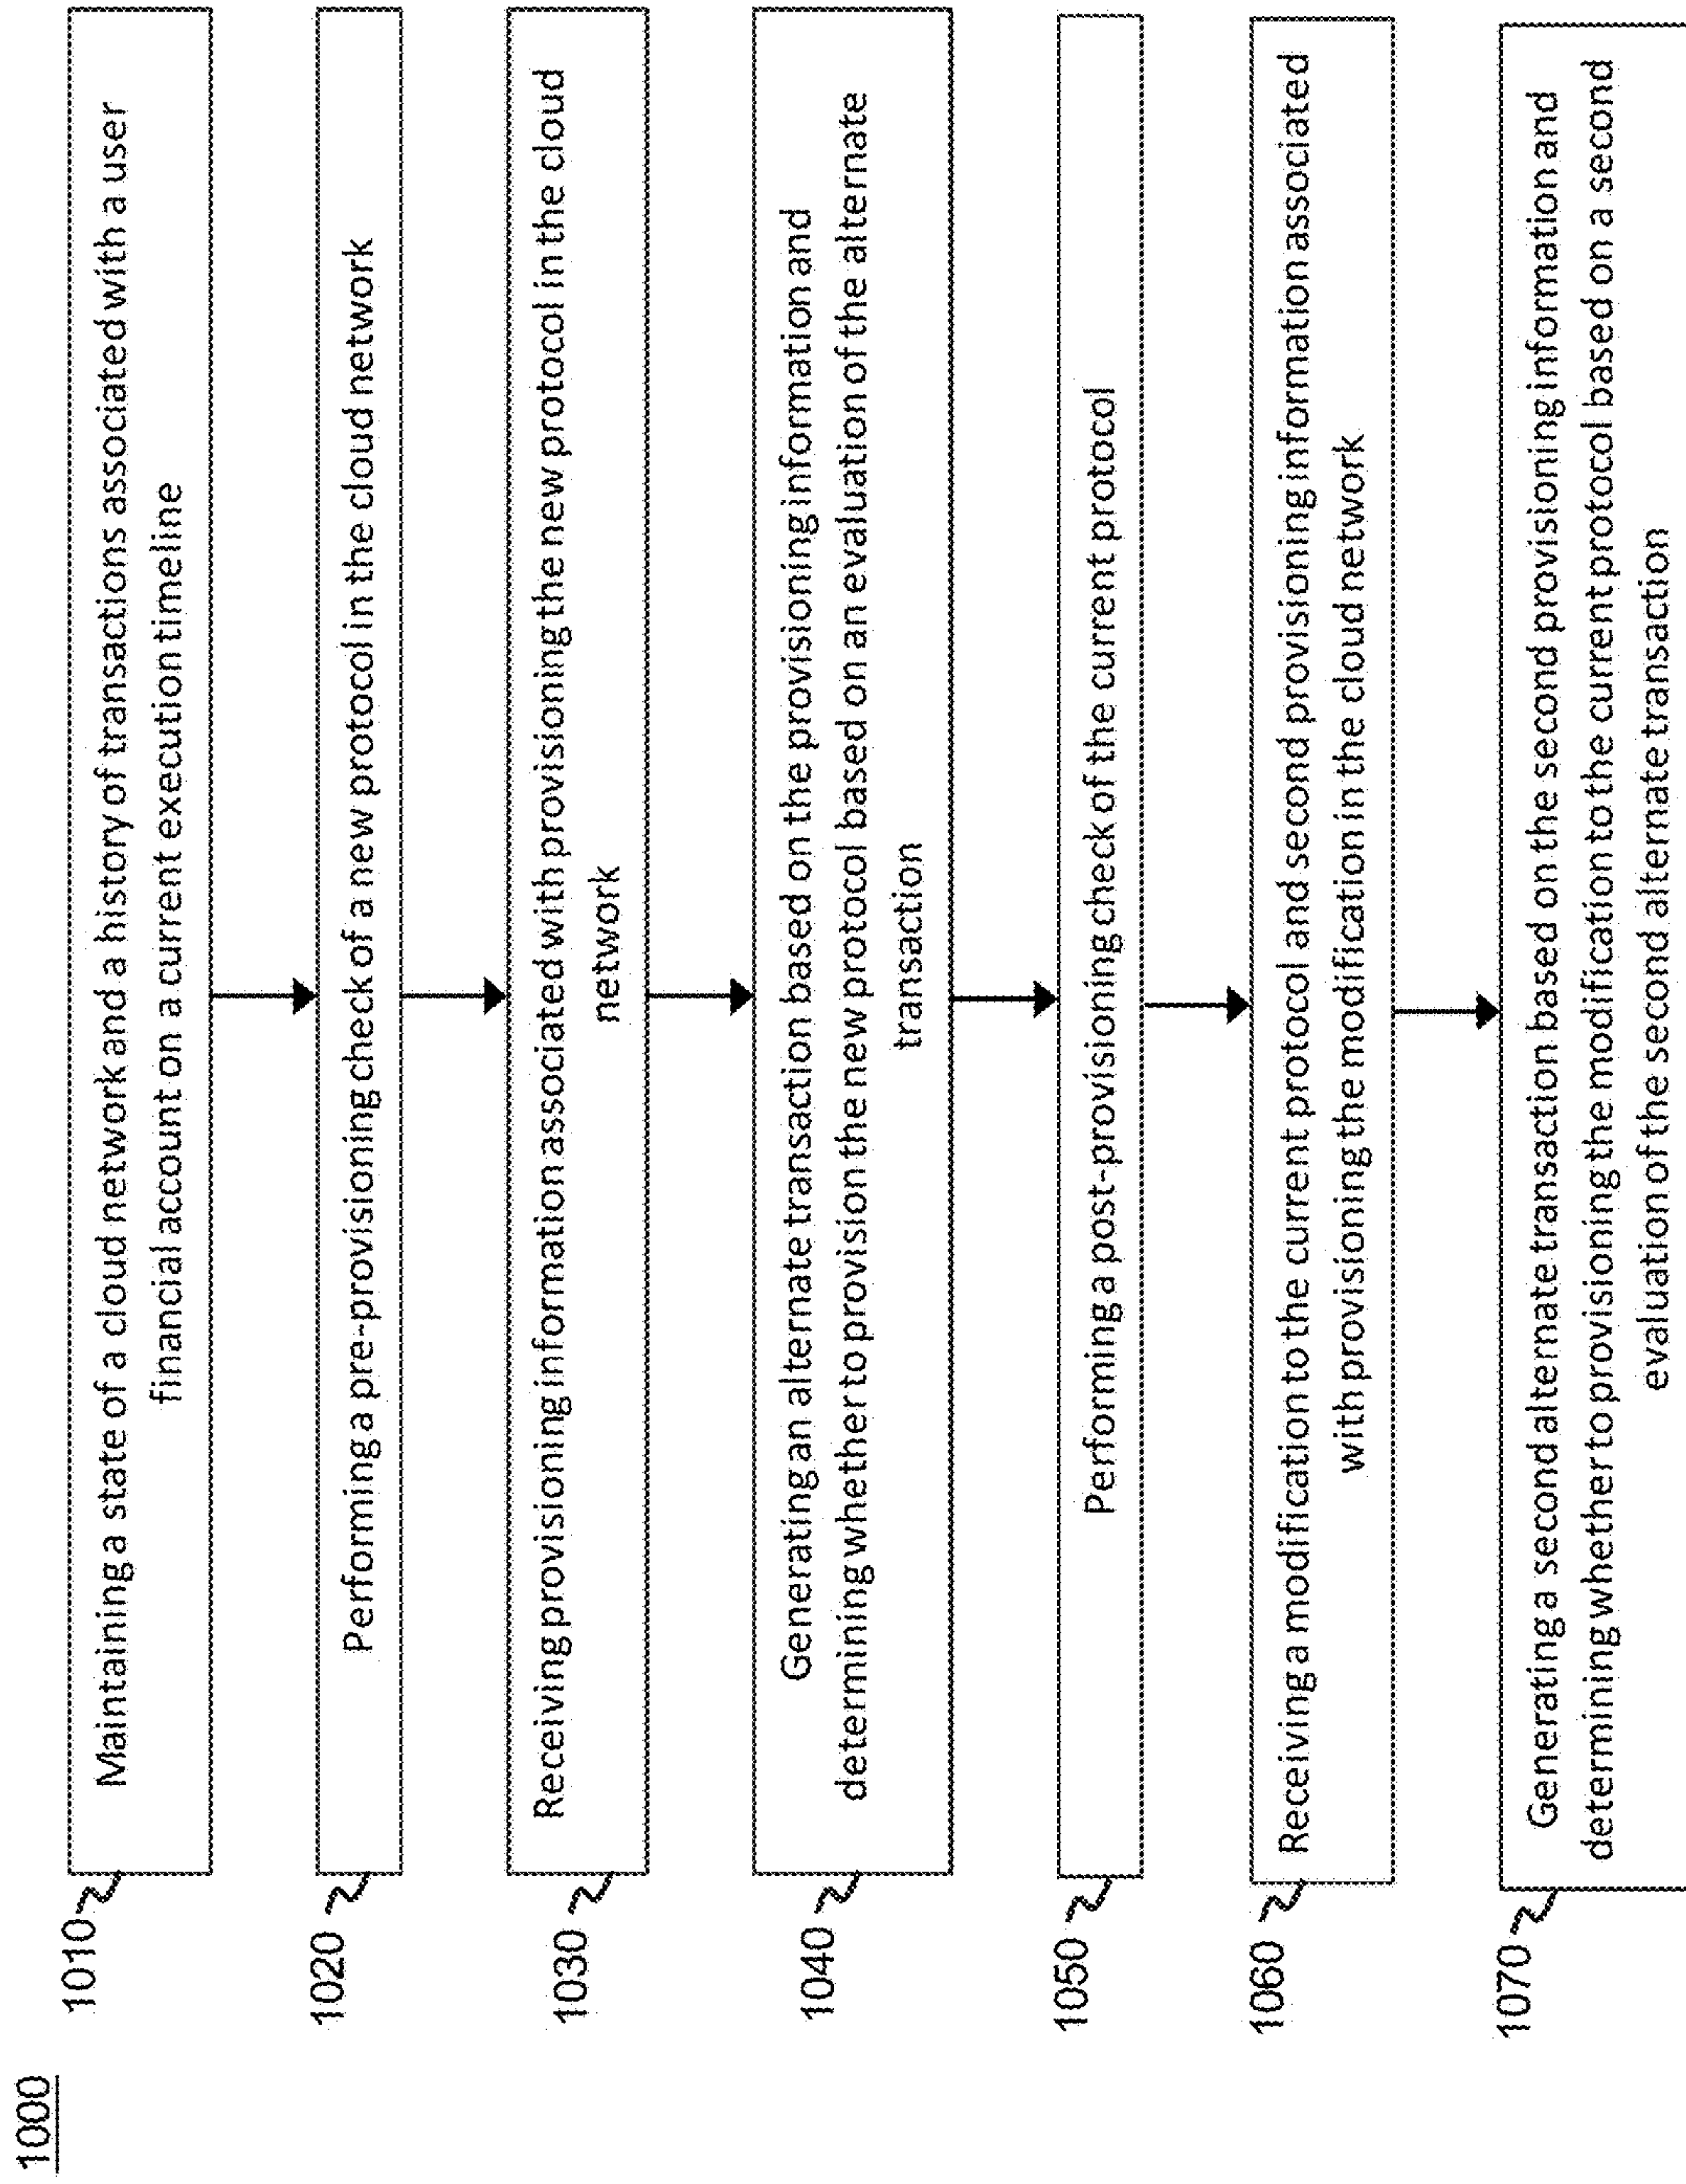 1000
1010
Maintaining a state of a cloud network and a history of transactions associated with a user
financial account on a current execution timeline
1020
Performing a pre-provisioning check of a new protocol in the cloud network
1030
Receiving provisioning information associated with provisioning the new protocol in the cloud
network
1040
Generating an alternate transaction based on the provisioning information and
determining whether to provision the new protocol based on an evaluation of the alternate
transaction
1050
Performing a post-provisioning check of the current protocol
1060
Receiving a modification to the current protocol and second provisioning information associated
with provisioning the modification in the cloud network
1070
Generating a second alternate transaction based on the second provisioning information and
determining whether to provisioning the modification to the current protocol based on a second
evaluation of the second alternate transaction